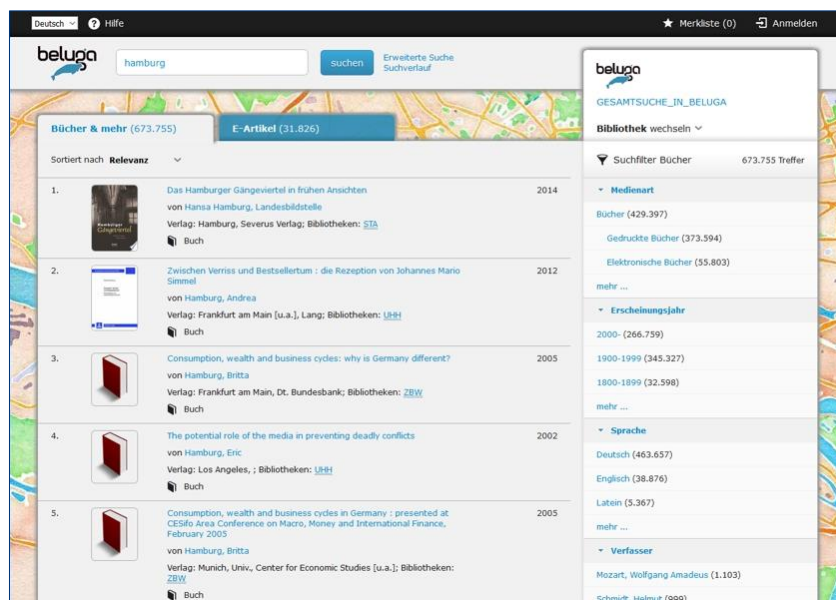 Deutsch
Hilfe
Merkliste (0)
Anmelden
beluga
hamburg
suchen
Erweiterte Suche
Suchverlauf
Bücher & mehr (673.755)
E-Artikel (31.826)
Sortiert nach Relevanz
1.
Das Hamburger Gängeviertel in frühen Ansichten
2014
von Hansa Hamburg, Landesbildstelle
Verlag: Hamburg, Severus Verlag; Bibliotheken: STA
Buch
2.
Zwischen Verriss und Bestsellertum : die Rezeption von Johannes Mario
Simmel
2012
von Hamburg, Andrea
Verlag: Frankfurt am Main [u.a.], Lang; Bibliotheken: UHH
Buch
3.
Consumption, wealth and business cycles: why is Germany different?
2005
von Hamburg, Britta
Verlag: Frankfurt am Main, Dt. Bundesbank; Bibliotheken: ZBW
Buch
4.
The potential role of the media in preventing deadly conflicts
2002
von Hamburg, Eric
Verlag: Los Angeles, ; Bibliotheken: UHH
Buch
5.
Consumption, wealth and business cycles in Germany : presented at
CESifo Area Conference on Macro, Money and International Finance,
February 2005
2005
von Hamburg, Britta
Verlag: Munich, Univ., Center for Economic Studies [u.a.]; Bibliotheken:
ZBW
Buch
beluga
GESAMTSUCHE_IN_BELUGA
Bibliothek wechseln
Suchfilter Bücher
673.755 Treffer
Medienart
Bücher (429.397)
Gedruckte Bücher (373.594)
Elektronische Bücher (55.803)
mehr ...
Erscheinungsjahr
2000- (266.759)
1900-1999 (345.327)
1800-1899 (32.598)
mehr ...
Sprache
Deutsch (463.657)
Englisch (38.876)
Latein (5.367)
mehr ...
Verfasser
Mozart, Wolfgang Amadeus (1.103)
Schmidt, Helmut (999)